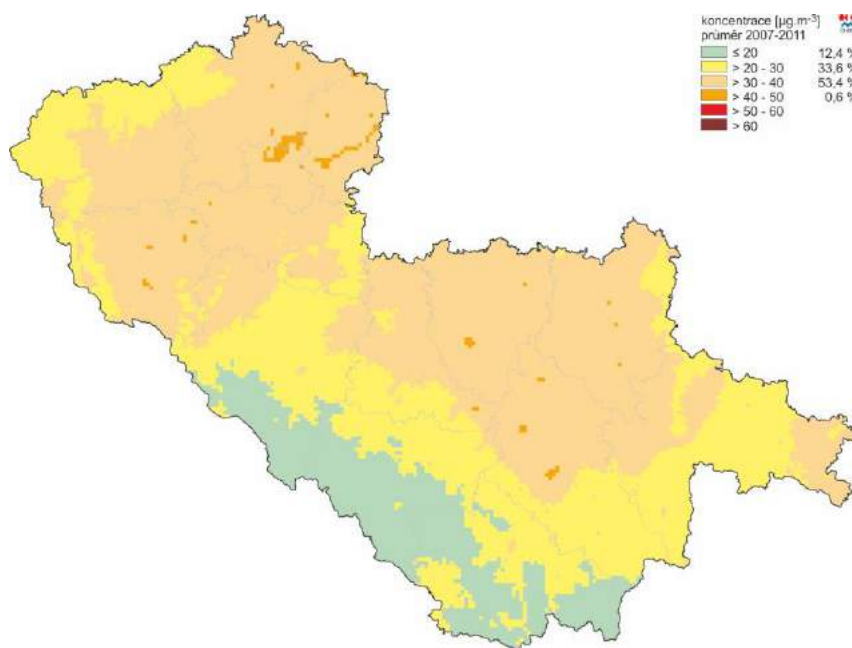 koncentrace [µg.m⁻³]
průměr 2007-2011
≤ 20 12,4 %
> 20 - 30 33,6 %
> 30 - 40 53,4 %
> 40 - 50 0,6 %
> 50 - 60
> 60